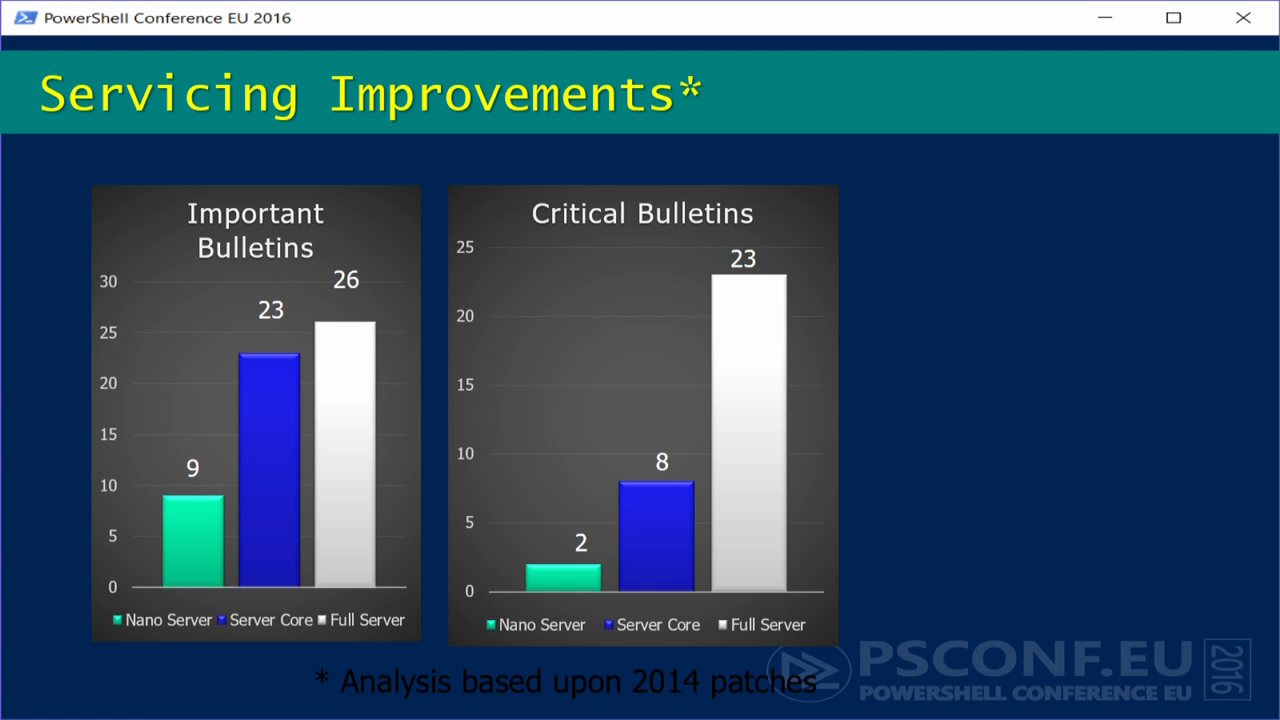 PowerShell Conference EU 2016
Servicing Improvements*
Important
Bulletins
30
25
20
15
10
5
0
9
23
26
Nano Server Server Core Full Server
Critical Bulletins
25
20
15
10
5
0
2
8
23
Nano Server Server Core Full Server
* Analysis based upon 2014 patches
PSCONF.EU
POWERSHELL CONFERENCE EU
2016